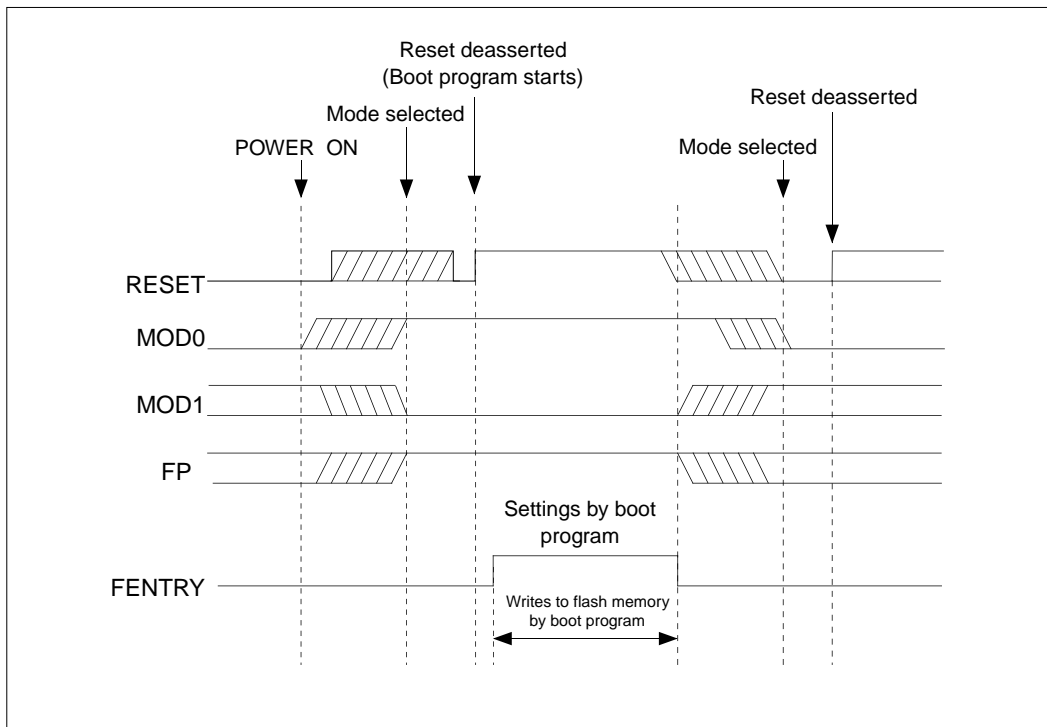 Reset deasserted
(Boot program starts)
Reset deasserted
Mode selected
Mode selected
POWER ON
RESET
MOD0
MOD1
FP
Settings by boot
program
FENTRY
Writes to flash memory
by boot program